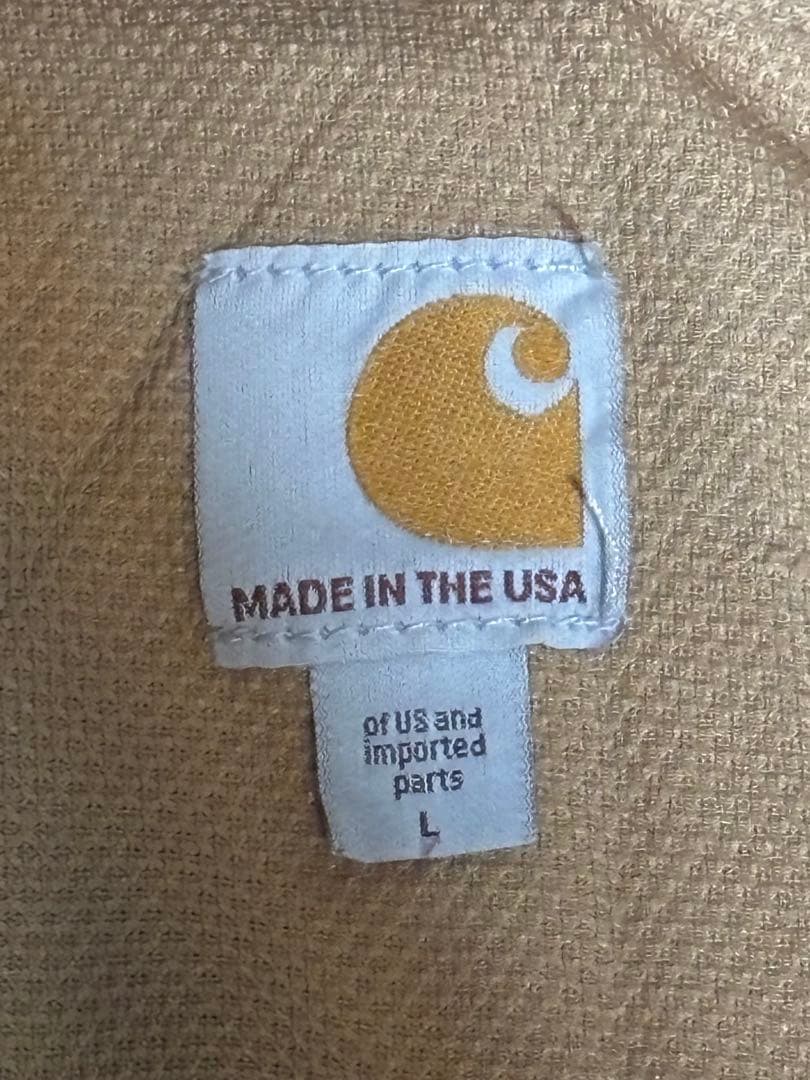 MADE IN THE USA
of US and
imported
parts
L